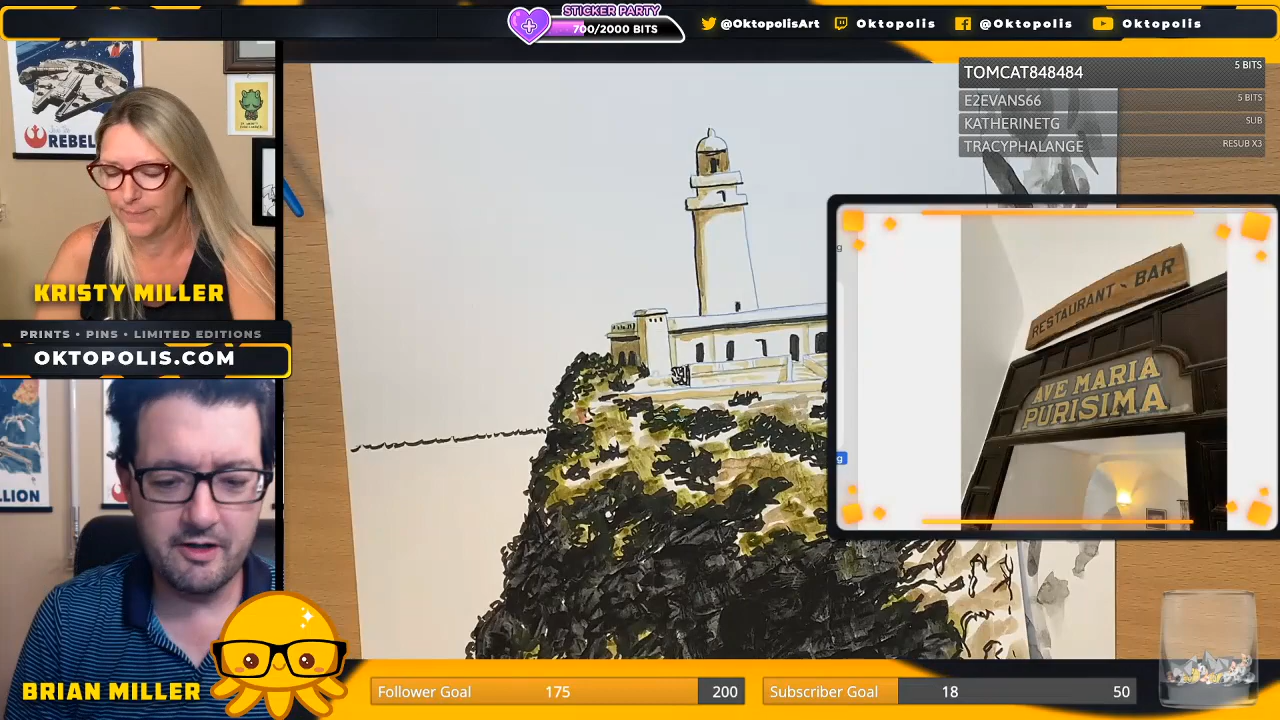 STICKER PARTY
700/2000 BITS
@OktopolisArt
Oktopolis
@Oktopolis
Oktopolis
TOMCAT848484 5 BITS
E2EVANS66 5 BITS
KATHERINETG SUB
TRACYPHALANGE RESUB X3
REBEL
KRISTY MILLER
PRINTS • PINS • LIMITED EDITIONS
OKTOPOLIS.COM
LLION
BRIAN MILLER
RESTAURANT - BAR
AVE MARIA
PURISIMA
Follower Goal 175 200
Subscriber Goal 18 50